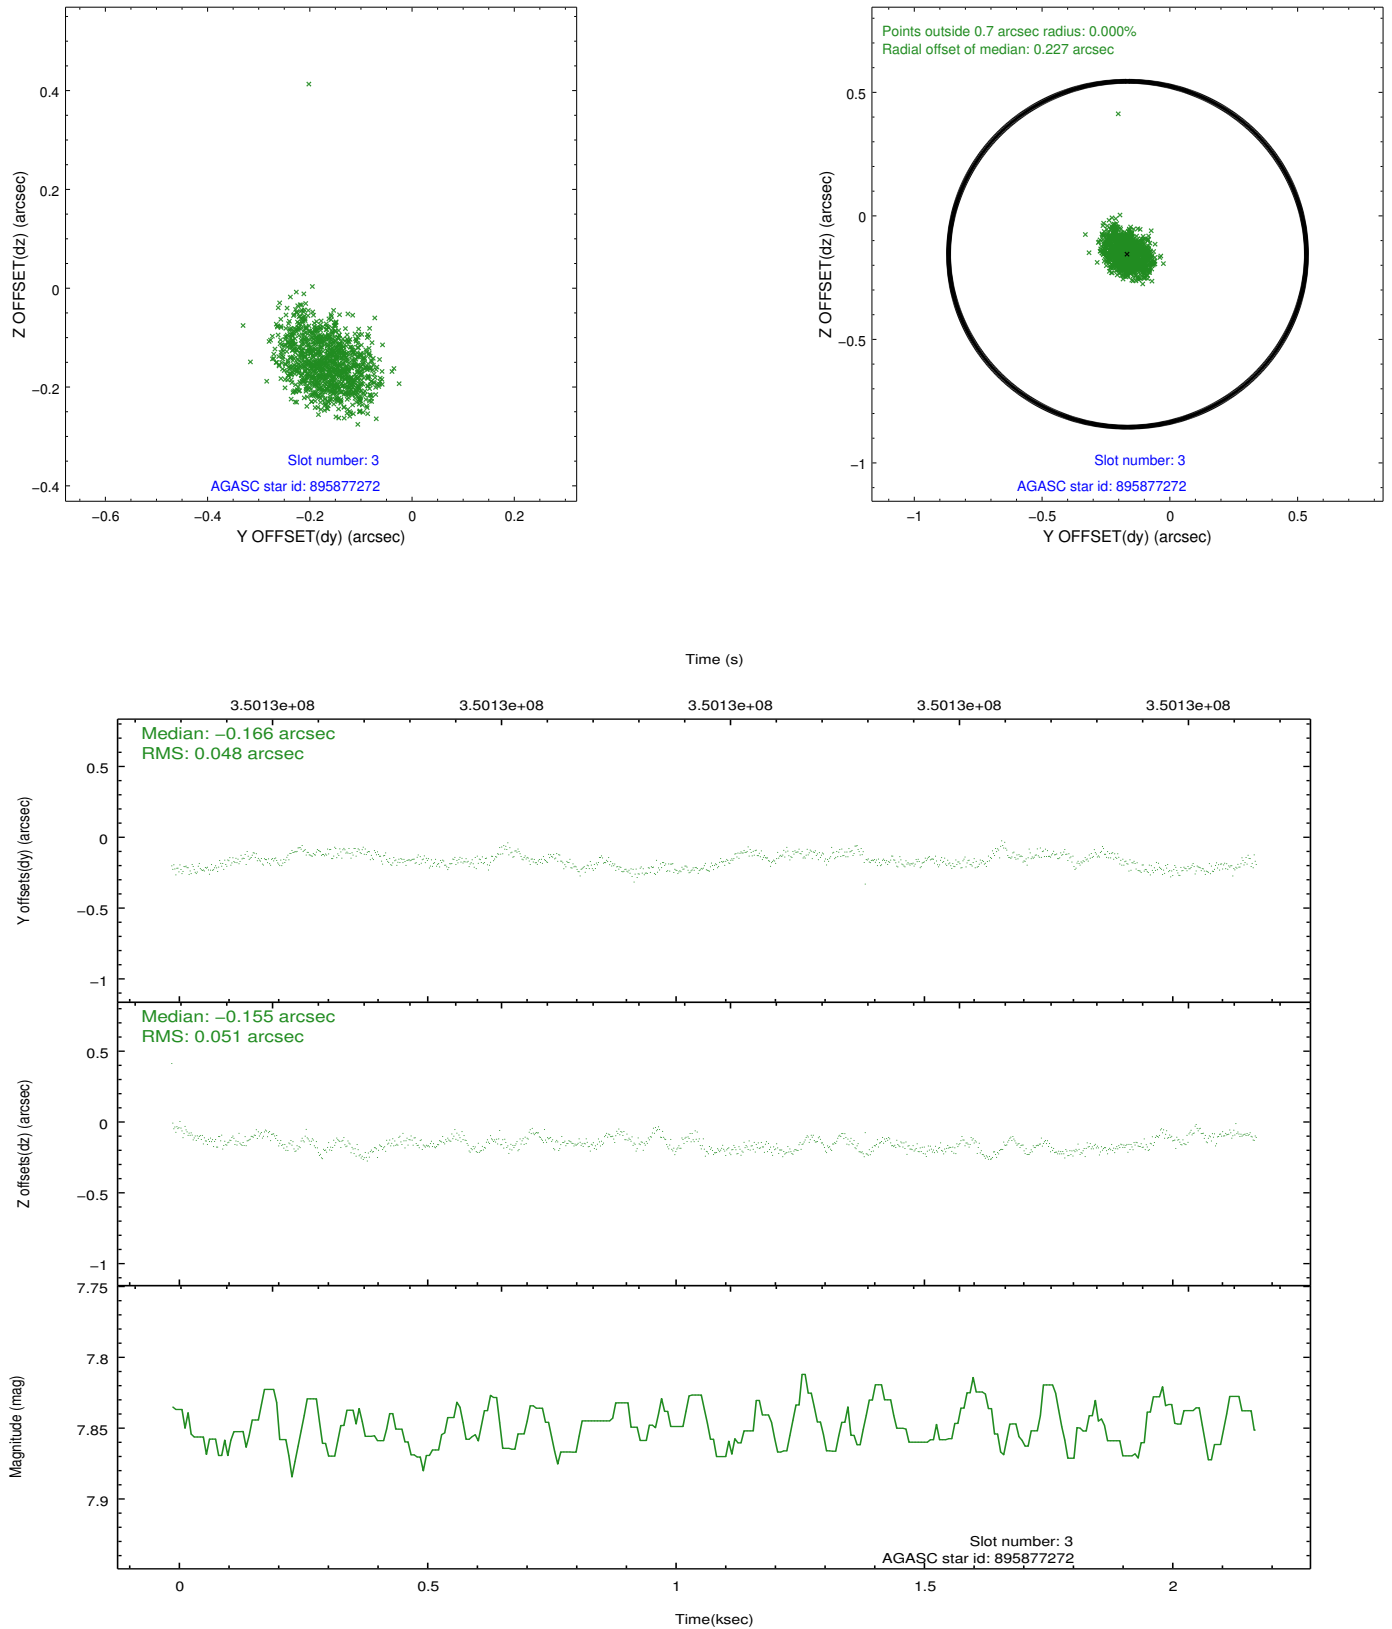 0.4
0.2
0
−0.2
−0.4
Z OFFSET(dz) (arcsec)
Slot number: 3
AGASC star id: 895877272
−0.6
−0.4
−0.2
0
0.2
Y OFFSET(dy) (arcsec)
Points outside 0.7 arcsec radius: 0.000%
Radial offset of median: 0.227 arcsec
0.5
0
−0.5
−1
Z OFFSET(dz) (arcsec)
Slot number: 3
AGASC star id: 895877272
−1
−0.5
0
0.5
Y OFFSET(dy) (arcsec)
Time (s)
3.5013e+08
3.5013e+08
3.5013e+08
3.5013e+08
3.5013e+08
Median: −0.166 arcsec
RMS: 0.048 arcsec
0.5
0
−0.5
−1
Y offsets(dy) (arcsec)
Median: −0.155 arcsec
RMS: 0.051 arcsec
0.5
0
−0.5
−1
Z offsets(dz) (arcsec)
7.75
7.8
7.85
7.9
Magnitude (mag)
Slot number: 3
AGASC star id: 895877272
0
0.5
1
1.5
2
Time(ksec)